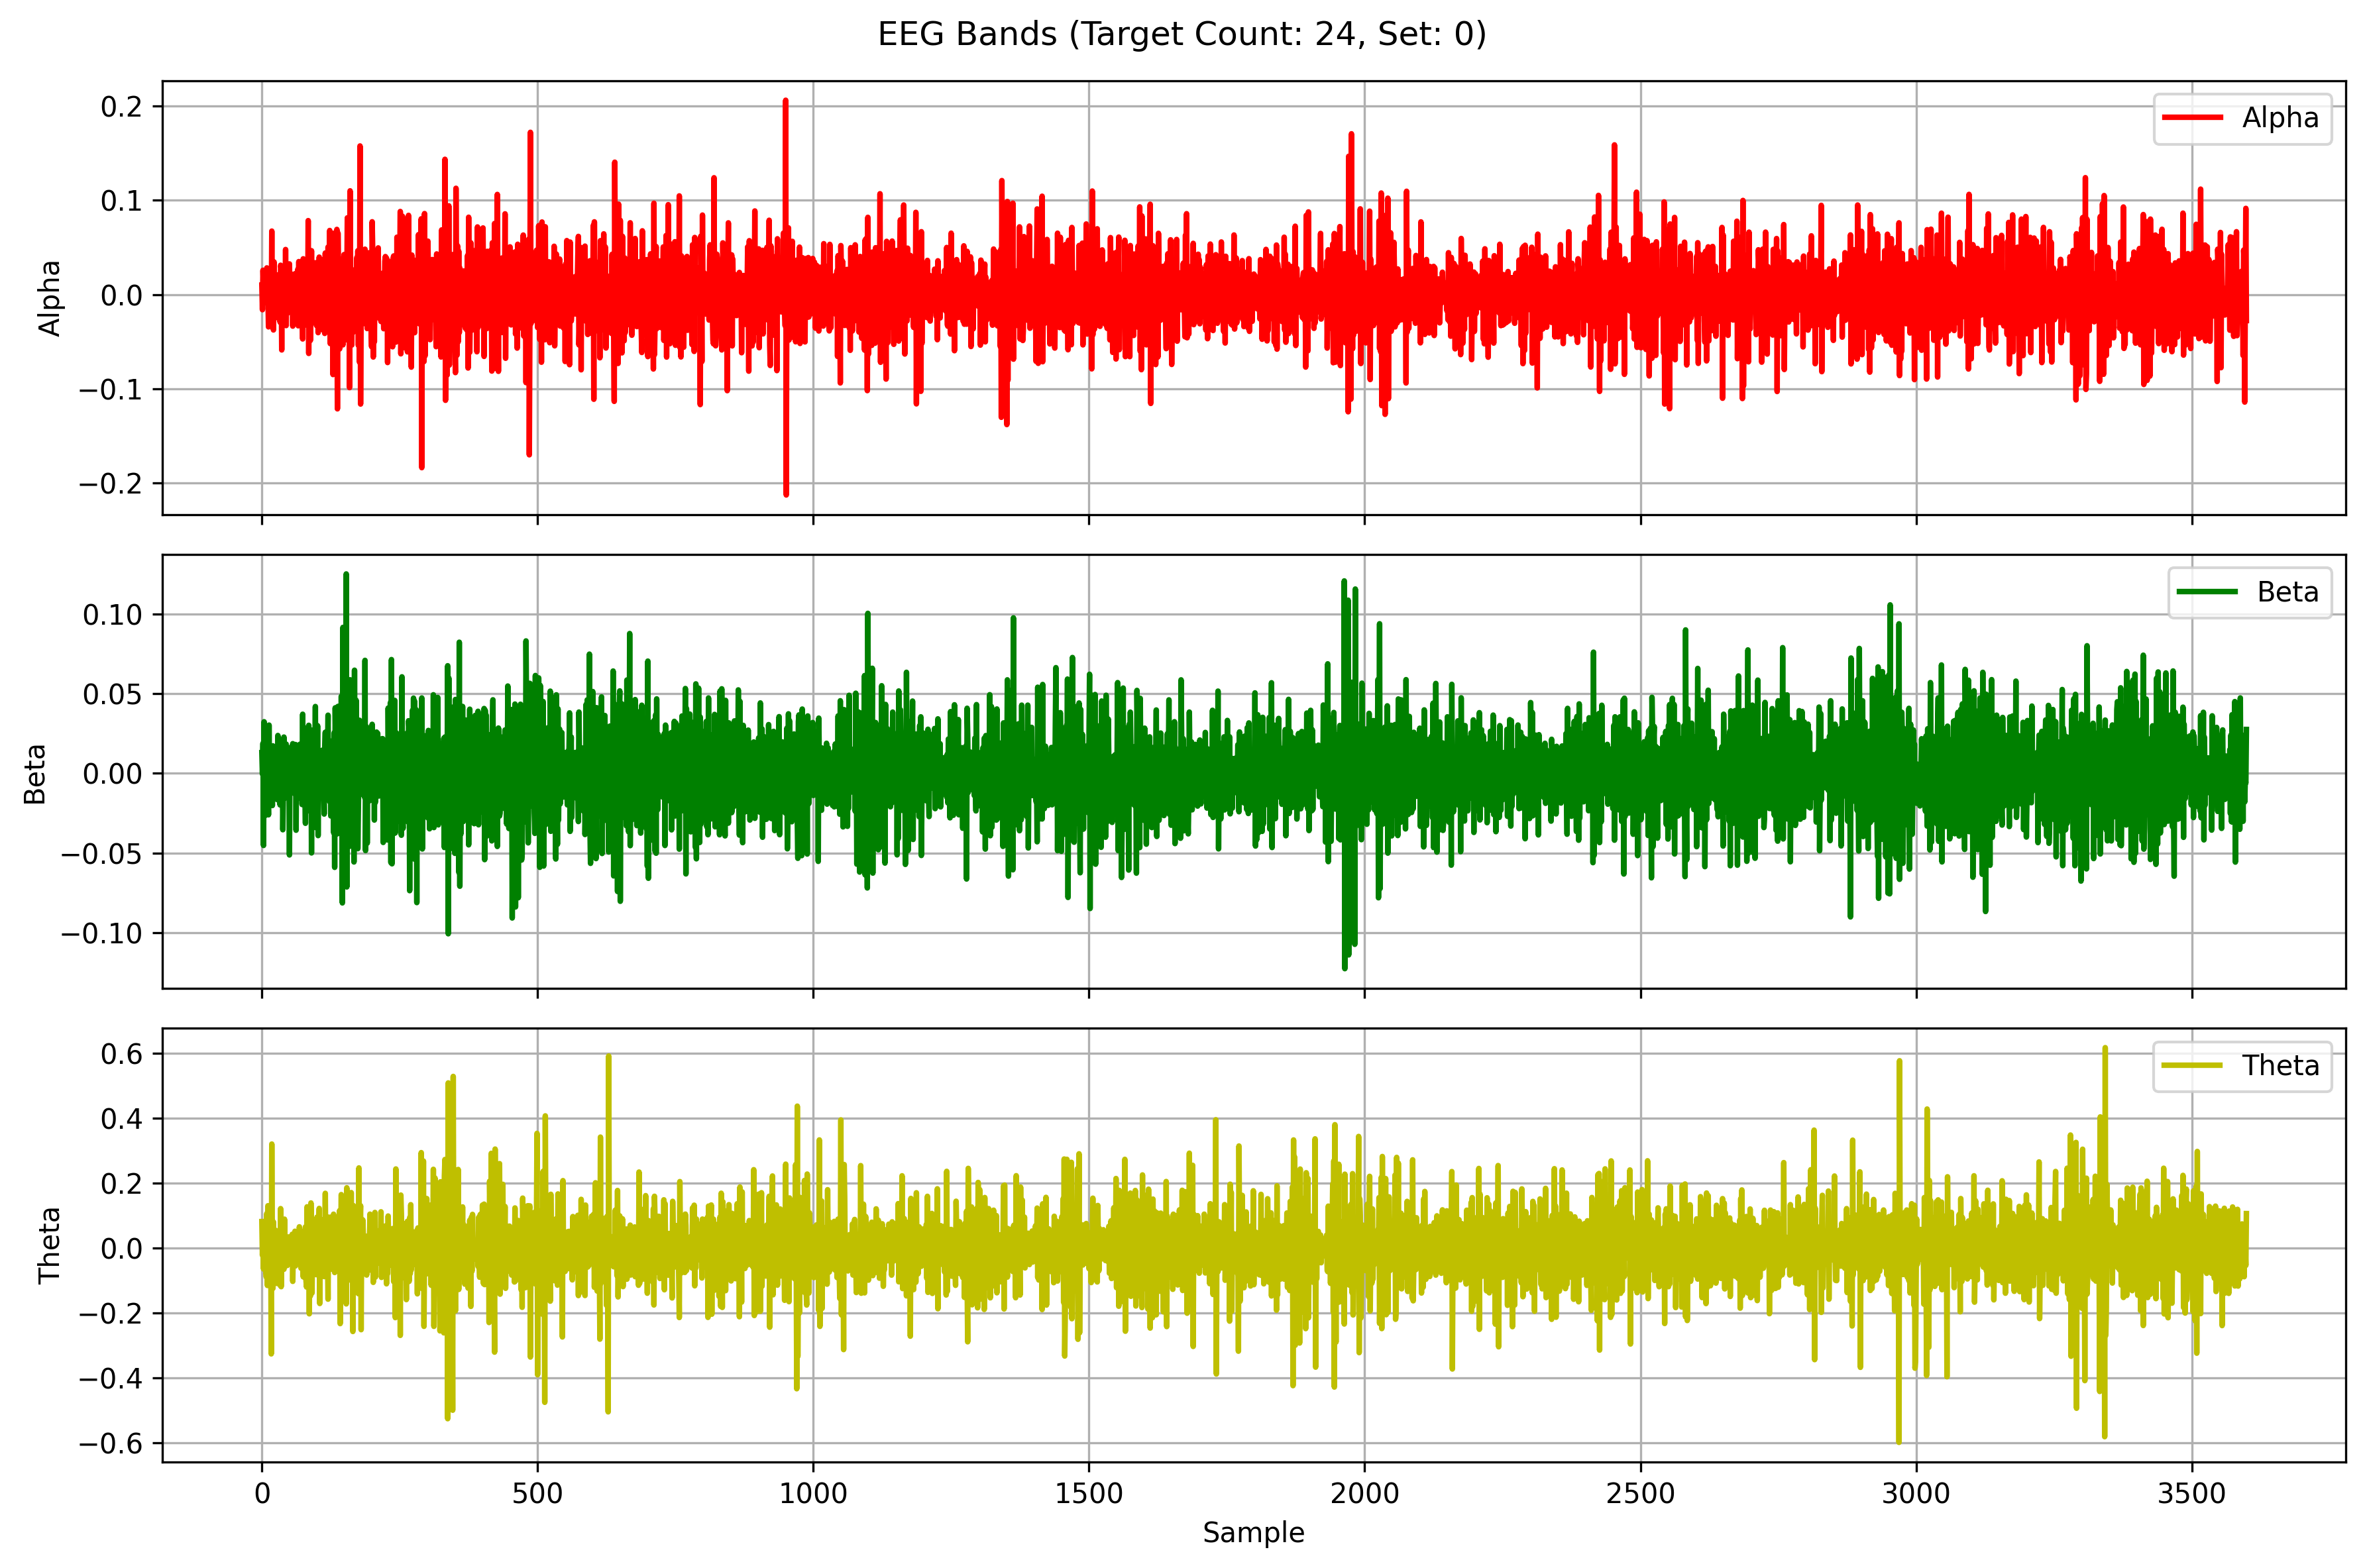 EEG Bands (Target Count: 24, Set: 0)
0.2
0.1
0.0
−0.1
−0.2
Alpha
Alpha
0.10
0.05
0.00
−0.05
−0.10
Beta
Beta
0.6
0.4
0.2
0.0
−0.2
−0.4
−0.6
Theta
Theta
0 500 1000 1500 2000 2500 3000 3500
Sample